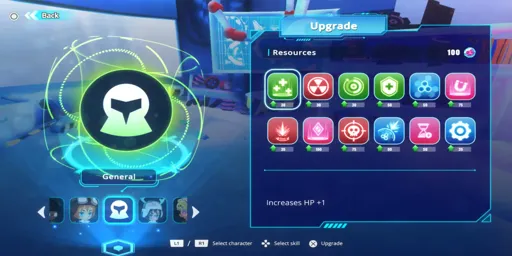 Back
Upgrade
Resources
100
General
Increases HP +1
L1 / R1 Select character
Select skill
Upgrade